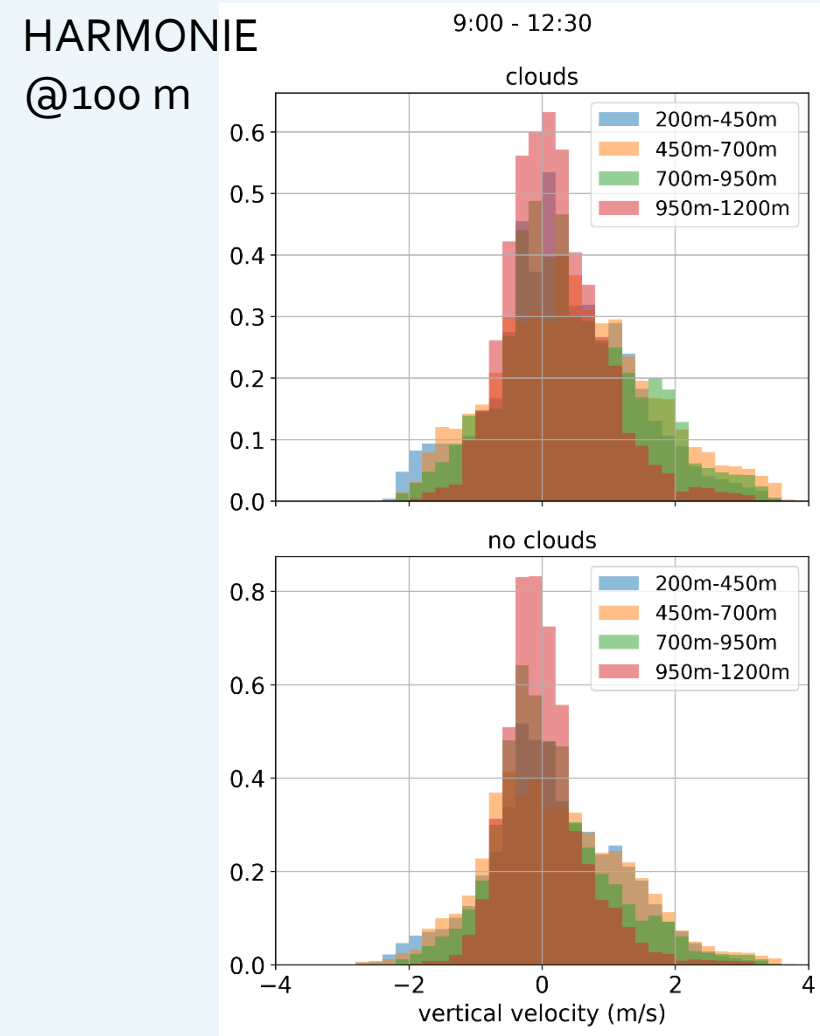 HARMONIE
@100 m
9:00 - 12:30
clouds
0.6
0.5
0.4
0.3
0.2
0.1
0.0
200m-450m
450m-700m
700m-950m
950m-1200m
no clouds
0.8
0.6
0.4
0.2
0.0
200m-450m
450m-700m
700m-950m
950m-1200m
−4 −2 0 2 4
vertical velocity (m/s)